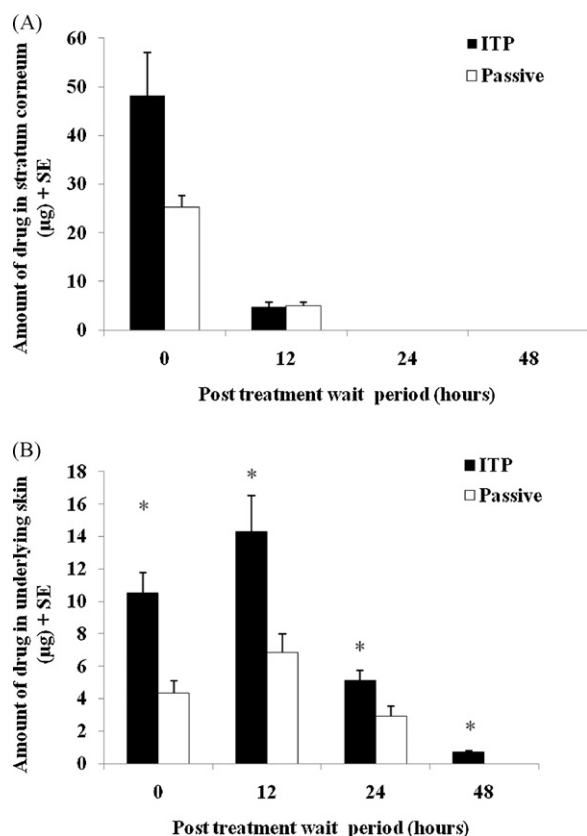 (A)
60
50
40
30
20
10
0
Amount of drug in stratum corneum
(µg) + SE
ITP
Passive
0 12 24 48
Post treatment wait period (hours)
(B)
18
16
14
12
10
8
6
4
2
0
Amount of drug in underlying skin
(µg) + SE
ITP
Passive
*
*
*
*
0 12 24 48
Post treatment wait period (hours)